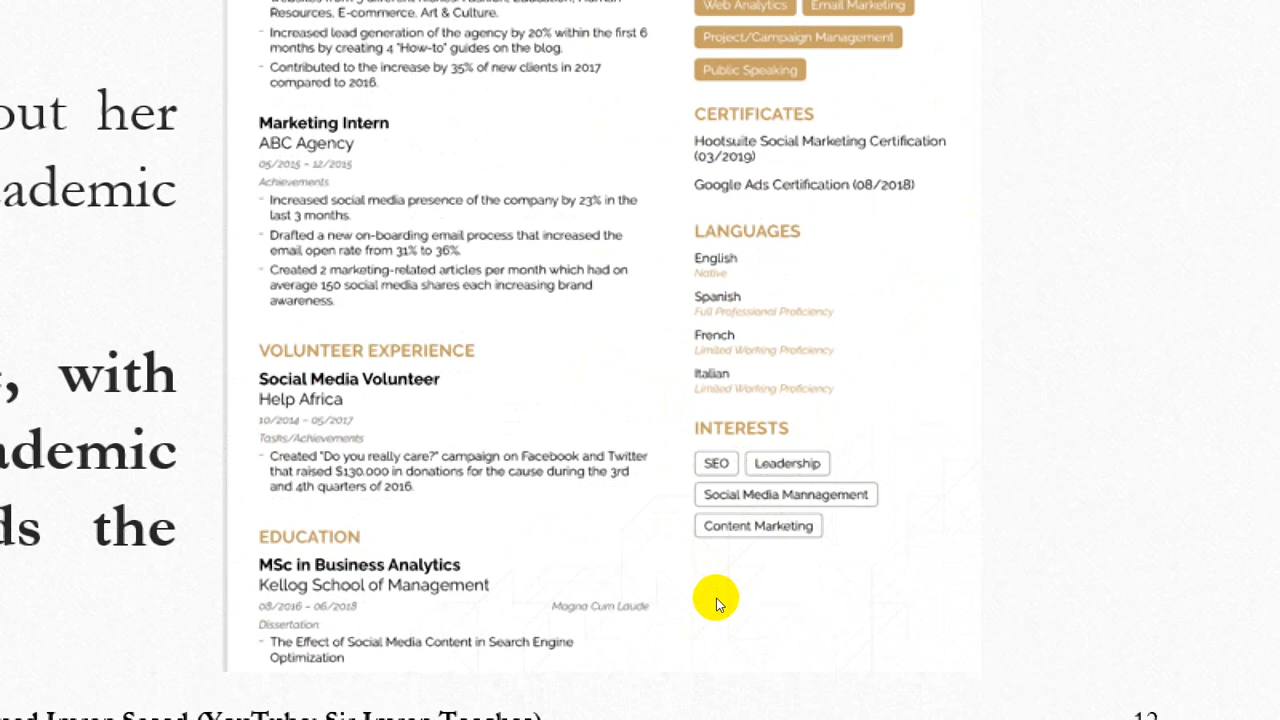 out her
ademic
, with
ademic
ds the
Resources, E-commerce, Art & Culture.
- Increased lead generation of the agency by 20% within the first 6
months by creating 4 "How-to" guides on the blog.
- Contributed to the increase by 35% of new clients in 2017
compared to 2016.
Marketing Intern
ABC Agency
05/2015 – 12/2015
Achievements
- Increased social media presence of the company by 23% in the
last 3 months.
- Drafted a new on-boarding email process that increased the
email open rate from 31% to 36%.
- Created 2 marketing-related articles per month which had on
average 150 social media shares each increasing brand
awareness.
VOLUNTEER EXPERIENCE
Social Media Volunteer
Help Africa
10/2014 – 05/2017
Tasks/Achievements
- Created "Do you really care?" campaign on Facebook and Twitter
that raised $130.000 in donations for the cause during the 3rd
and 4th quarters of 2016.
EDUCATION
MSc in Business Analytics
Kellog School of Management
08/2016 – 06/2018 Magna Cum Laude
Dissertation
- The Effect of Social Media Content in Search Engine
Optimization
Web Analytics Email Marketing
Project/Campaign Management
Public Speaking
CERTIFICATES
Hootsuite Social Marketing Certification
(03/2019)
Google Ads Certification (08/2018)
LANGUAGES
English
Native
Spanish
Full Professional Proficiency
French
Limited Working Proficiency
Italian
Limited Working Proficiency
INTERESTS
SEO Leadership
Social Media Mannagement
Content Marketing
Imran Saeed (YouTube: Sir Imran Teaches)
12